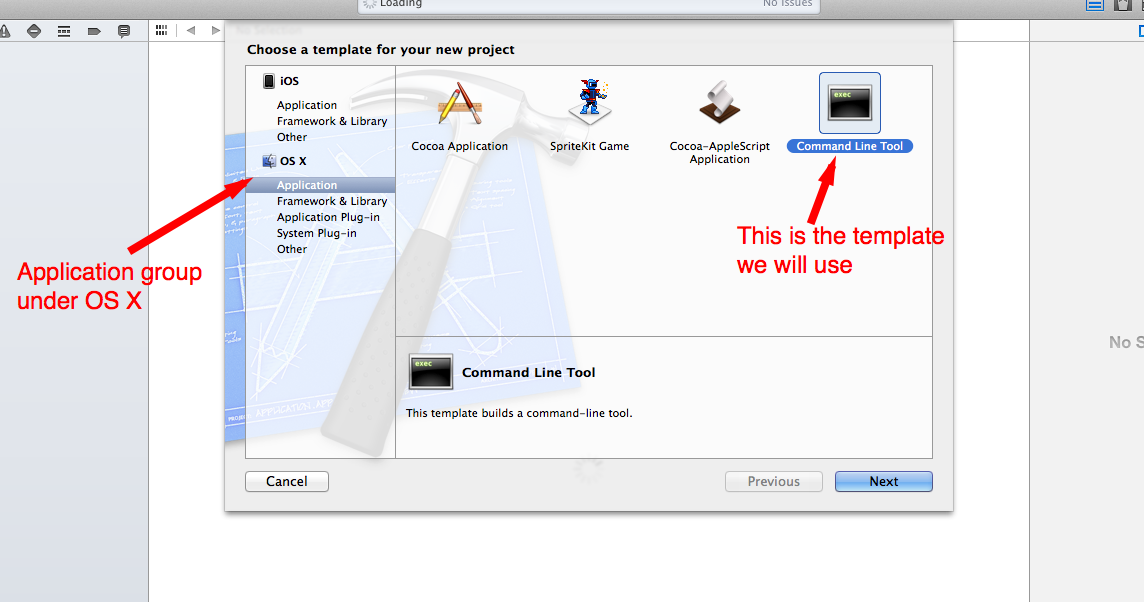 Loading
No Issues
No Selection
Choose a template for your new project
iOS
Application
Framework & Library
Other
OS X
Application
Framework & Library
Application Plug-in
System Plug-in
Other
Cocoa Application
SpriteKit Game
Cocoa-AppleScript
Application
exec
Command Line Tool
Application group
under OS X
This is the template
we will use
exec
Command Line Tool
This template builds a command-line tool.
Cancel
Previous
Next
No S